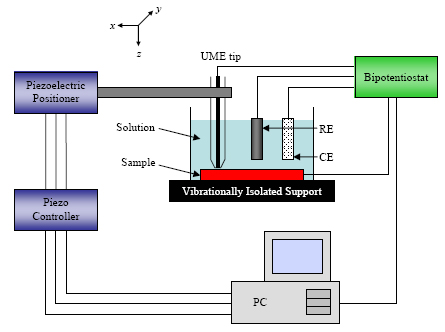 y
x
z
UME tip
Piezoelectric
Positioner
Bipotentiostat
Solution
RE
Sample
CE
Vibrationally Isolated Support
Piezo
Controller
PC